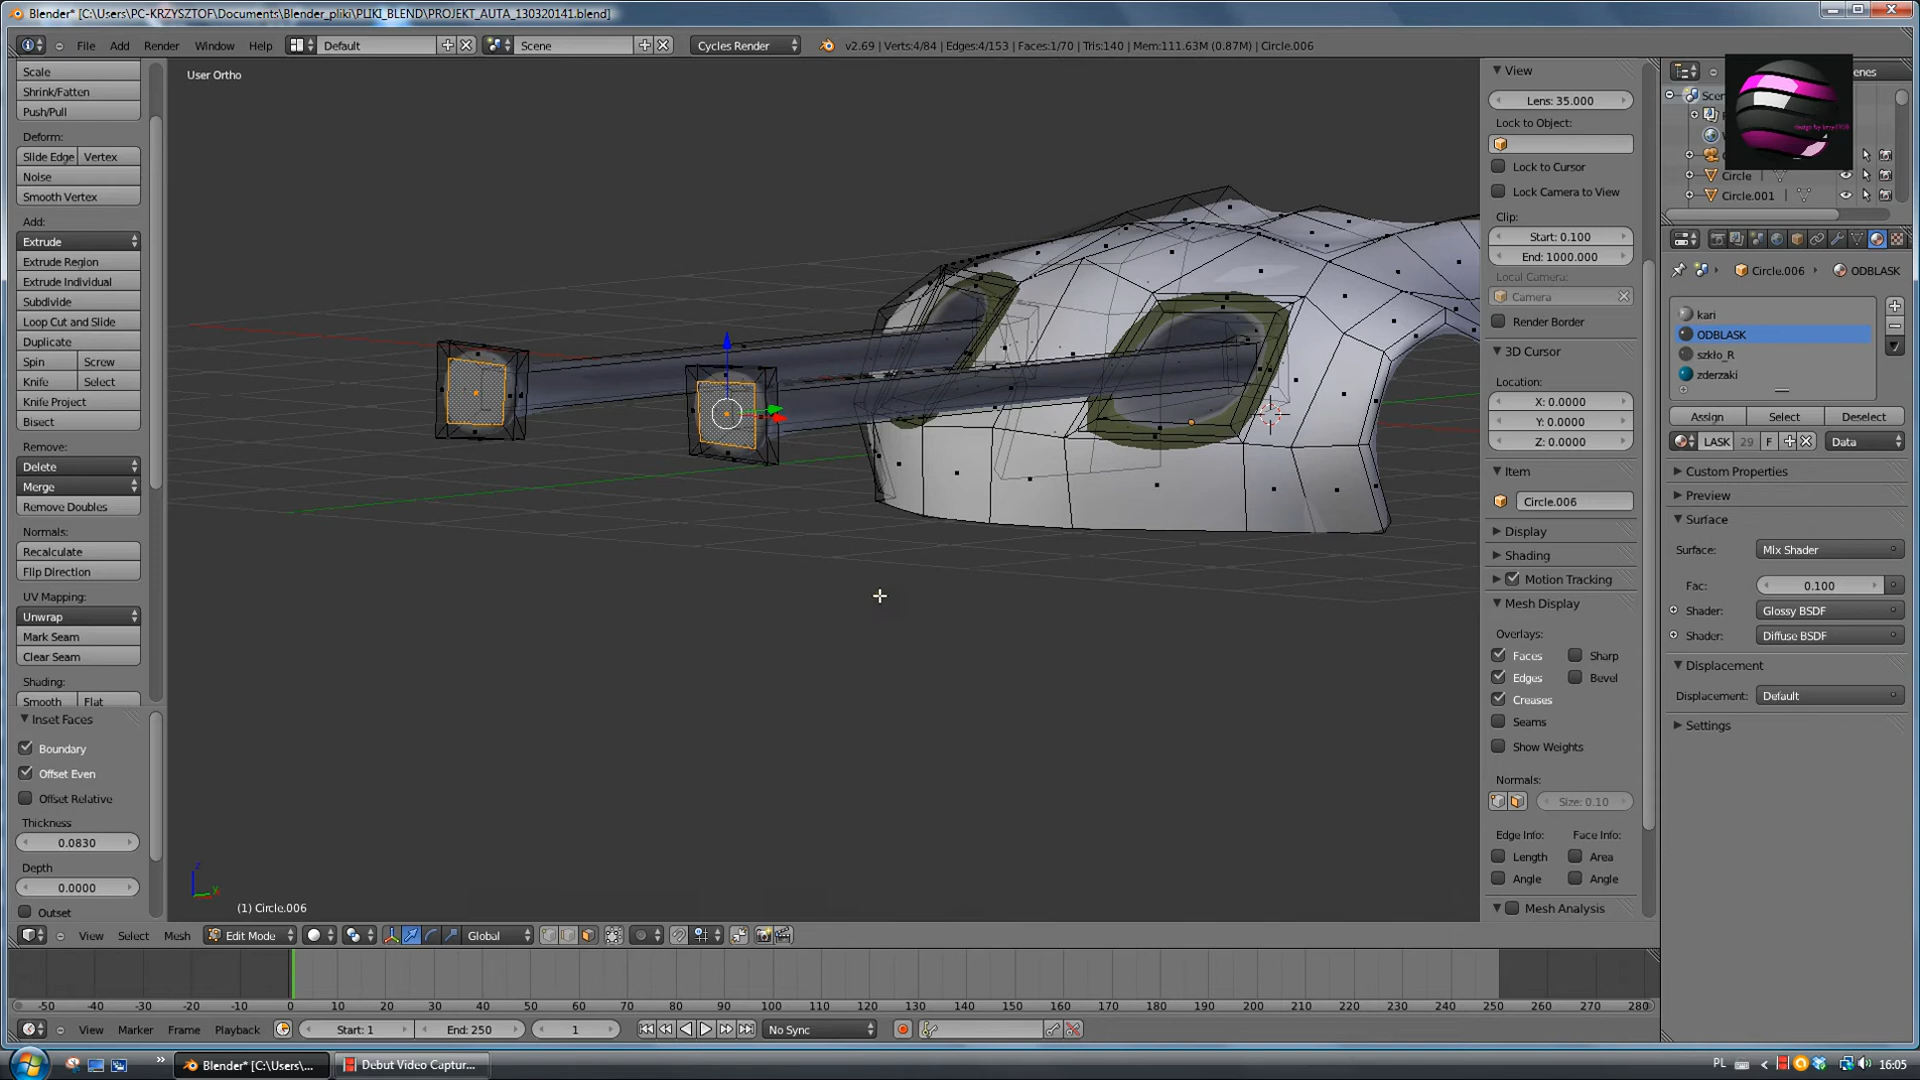 Blender* [C:\Users\PC-KRZYSZTOF\Documents\Blender_pliki\PLIKI_BLEND\PROJEKT_AUTA_130320141.blend]
File Add Render Window Help Default Scene Cycles Render v2.69 | Verts:4/84 | Edges:4/153 | Faces:1/70 | Tris:140 | Mem:111.63M (0.87M) | Circle.006
Scale
Shrink/Fatten
Push/Pull
Deform:
Slide Edge Vertex
Noise
Smooth Vertex
Add:
Extrude
Extrude Region
Extrude Individual
Subdivide
Loop Cut and Slide
Duplicate
Spin Screw
Knife Select
Knife Project
Bisect
Remove:
Delete
Merge
Remove Doubles
Normals:
Recalculate
Flip Direction
UV Mapping:
Unwrap
Mark Seam
Clear Seam
Shading:
Smooth Flat
Inset Faces
Boundary
Offset Even
Offset Relative
Thickness
0.0830
Depth
0.0000
Outset
User Ortho
(1) Circle.006
View
Lens: 35.000
Lock to Object:
Lock to Cursor
Lock Camera to View
Clip:
Start: 0.100
End: 1000.000
Local Camera:
Camera
Render Border
3D Cursor
Location:
X: 0.0000
Y: 0.0000
Z: 0.0000
Item
Circle.006
Display
Shading
Motion Tracking
Mesh Display
Overlays:
Faces Sharp
Edges Bevel
Creases
Seams
Show Weights
Normals:
Size: 0.10
Edge Info: Face Info:
Length Area
Angle Angle
Mesh Analysis
enes
Scer
Circle
Circle.001
Circle.006 ODBLASK
kari
ODBLASK
szkło_R
zderzaki
Assign Select Deselect
LASK 29 F Data
Custom Properties
Preview
Surface
Surface: Mix Shader
Fac: 0.100
Shader: Glossy BSDF
Shader: Diffuse BSDF
Displacement
Displacement: Default
Settings
View Select Mesh Edit Mode Global
-50 -40 -30 -20 -10 0 10 20 30 40 50 60 70 80 90 100 110 120 130 140 150 160 170 180 190 200 210 220 230 240 250 260 270 280
View Marker Frame Playback Start: 1 End: 250 1 No Sync
Blender* [C:\Users\... Debut Video Captur... PL 16:05